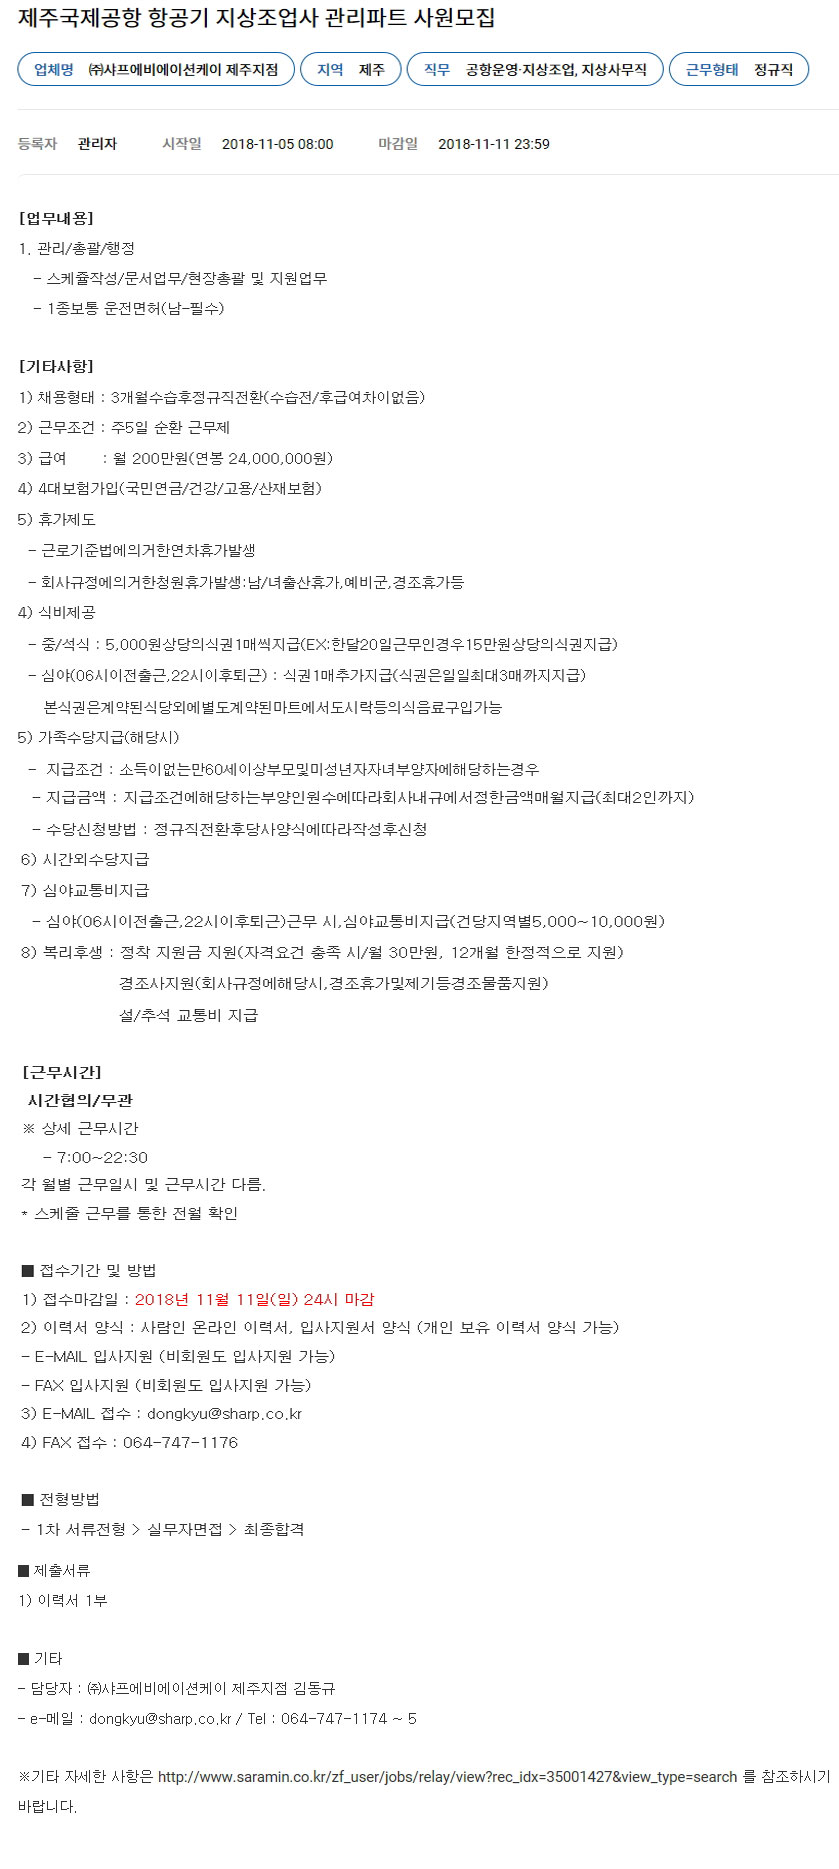 제주국제공항 항공기 지상조업사 관리파트 사원모집
업체명 ㈜샤프에비에이션케이 제주지점 지역 제주 직무 공항운영·지상조업, 지상사무직 근무형태 정규직
등록자 관리자 시작일 2018-11-05 08:00 마감일 2018-11-11 23:59
[업무내용]
1. 관리/총괄/행정
- 스케쥴작성/문서업무/현장총괄 및 지원업무
- 1종보통 운전면허(남-필수)
[기타사항]
1) 채용형태 : 3개월수습후정규직전환(수습전/후급여차이없음)
2) 근무조건 : 주5일 순환 근무제
3) 급여 : 월 200만원(연봉 24,000,000원)
4) 4대보험가입(국민연금/건강/고용/산재보험)
5) 휴가제도
- 근로기준법에의거한연차휴가발생
- 회사규정에의거한청원휴가발생:남/녀출산휴가,예비군,경조휴가등
4) 식비제공
- 중/석식 : 5,000원상당의식권1매씩지급(EX:한달20일근무인경우15만원상당의식권지급)
- 심야(06시이전출근,22시이후퇴근) : 식권1매추가지급(식권은일일최대3매까지지급)
본식권은계약된식당외에별도계약된마트에서도시락등의식음료구입가능
5) 가족수당지급(해당시)
- 지급조건 : 소득이없는만60세이상부모및미성년자자녀부양자에해당하는경우
- 지급금액 : 지급조건에해당하는부양인원수에따라회사내규에서정한금액매월지급(최대2인까지)
- 수당신청방법 : 정규직전환후당사양식에따라작성후신청
6) 시간외수당지급
7) 심야교통비지급
- 심야(06시이전출근,22시이후퇴근)근무 시,심야교통비지급(건당지역별5,000~10,000원)
8) 복리후생 : 정착 지원금 지원(자격요건 충족 시/월 30만원, 12개월 한정적으로 지원)
경조사지원(회사규정에해당시,경조휴가및제기등경조물품지원)
설/추석 교통비 지급
[근무시간]
시간협의/무관
※ 상세 근무시간
- 7:00~22:30
각 월별 근무일시 및 근무시간 다름.
* 스케줄 근무를 통한 전월 확인
■ 접수기간 및 방법
1) 접수마감일 : 2018년 11월 11일(일) 24시 마감
2) 이력서 양식 : 사람인 온라인 이력서, 입사지원서 양식 (개인 보유 이력서 양식 가능)
- E-MAIL 입사지원 (비회원도 입사지원 가능)
- FAX 입사지원 (비회원도 입사지원 가능)
3) E-MAIL 접수 : dongkyu@sharp.co.kr
4) FAX 접수 : 064-747-1176
■ 전형방법
- 1차 서류전형 > 실무자면접 > 최종합격
■ 제출서류
1) 이력서 1부
■ 기타
- 담당자 : ㈜샤프에비에이션케이 제주지점 김동규
- e-메일 : dongkyu@sharp.co.kr / Tel : 064-747-1174 ~ 5
※기타 자세한 사항은 http://www.saramin.co.kr/zf_user/jobs/relay/view?rec_idx=35001427&view_type=search 를 참조하시기
바랍니다.